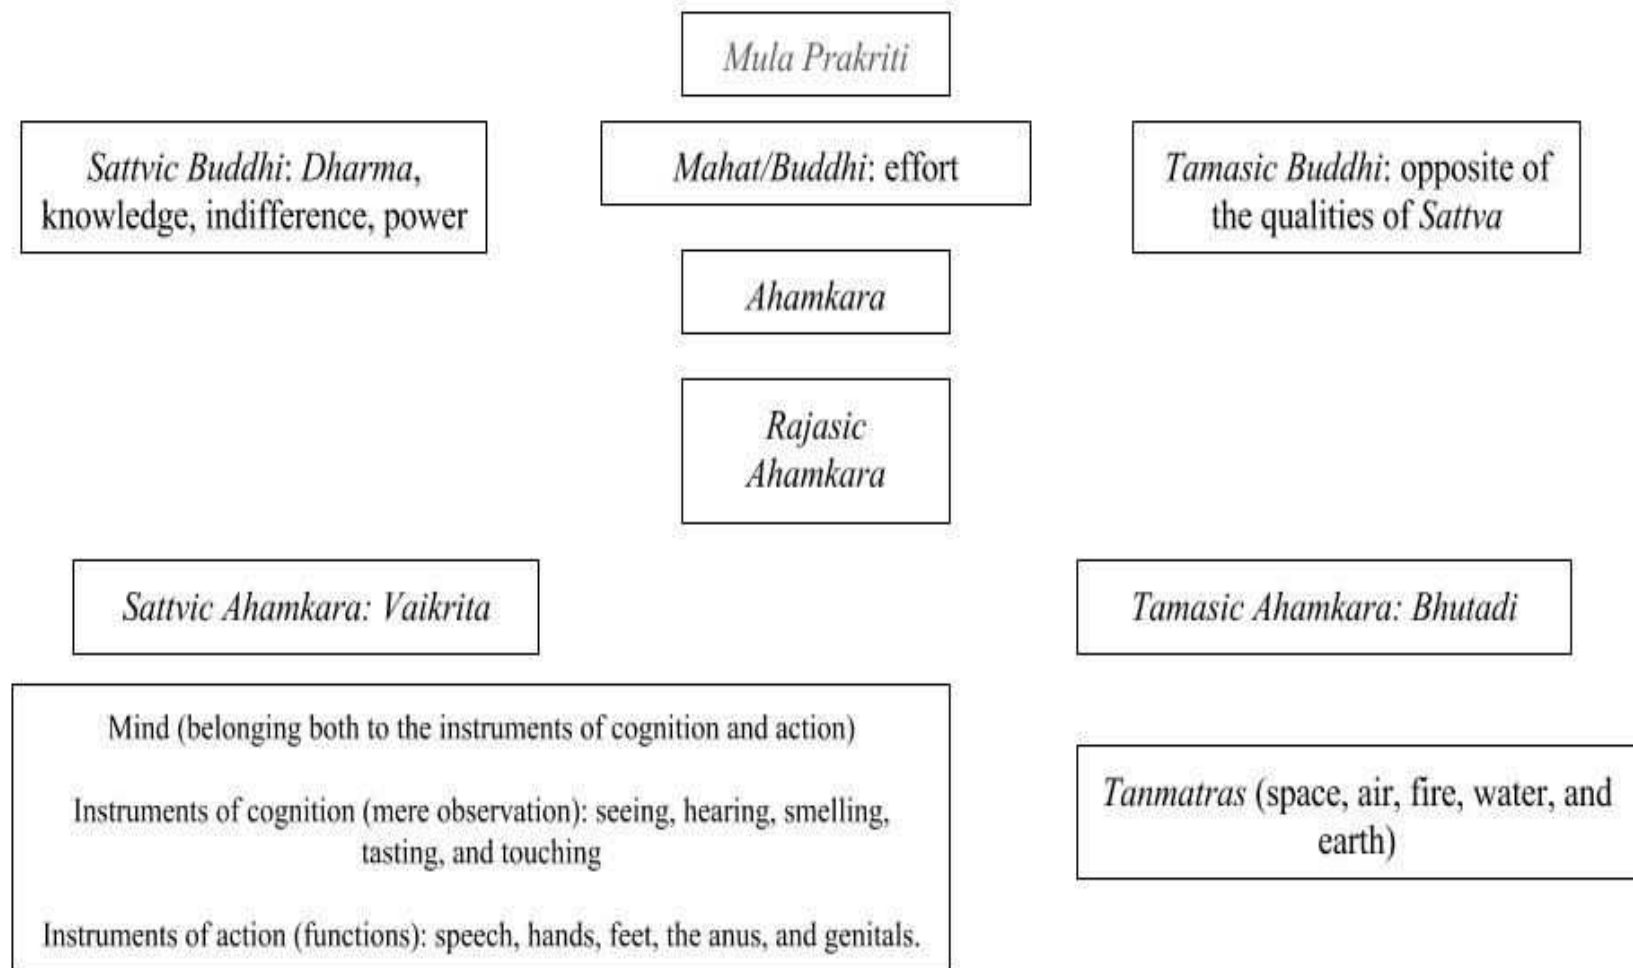 Mula Prakriti
Sattvic Buddhi: Dharma,
knowledge, indifference, power
Mahat/Buddhi: effort
Tamasic Buddhi: opposite of
the qualities of Sattva
Ahamkara
Rajasic
Ahamkara
Sattvic Ahamkara: Vaikrita
Tamasic Ahamkara: Bhutadi
Mind (belonging both to the instruments of cognition and action)
Instruments of cognition (mere observation): seeing, hearing, smelling,
tasting, and touching
Instruments of action (functions): speech, hands, feet, the anus, and genitals.
Tanmatras (space, air, fire, water, and
earth)